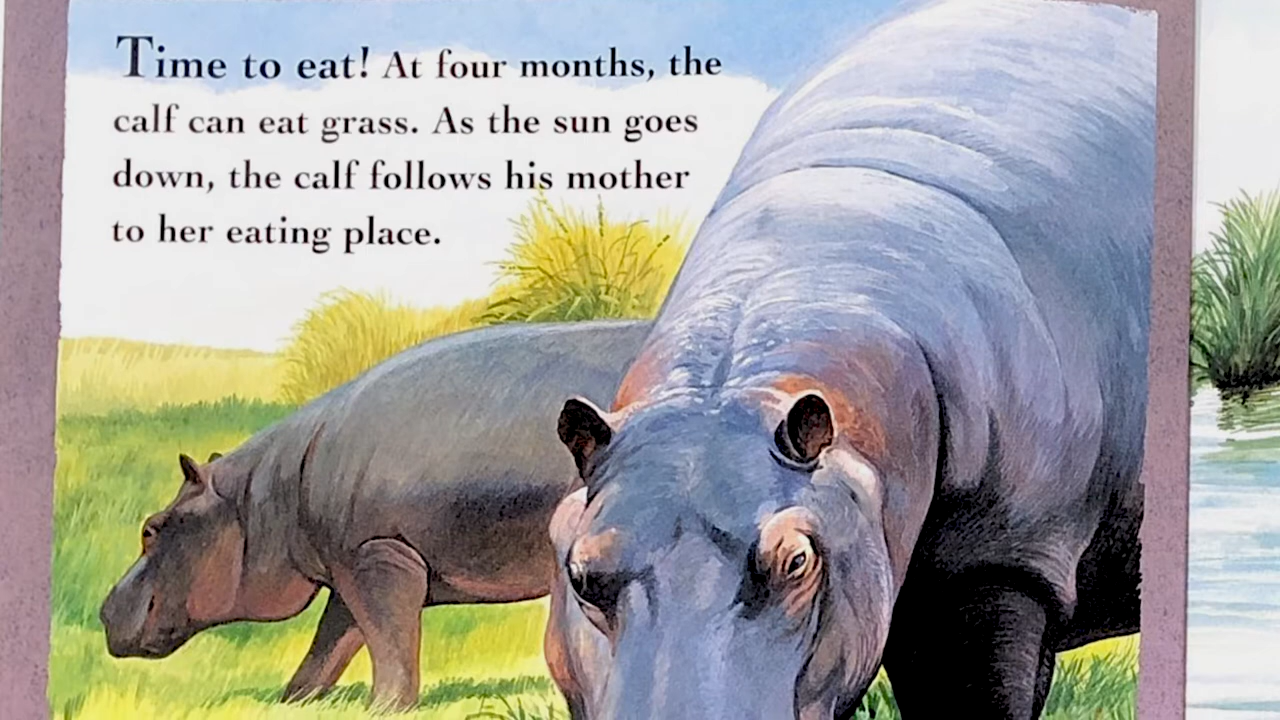 Time to eat! At four months, the
calf can eat grass. As the sun goes
down, the calf follows his mother
to her eating place.